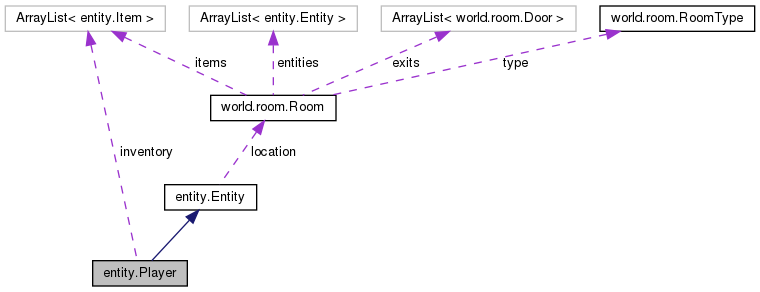 ArrayList< entity.Item >
ArrayList< entity.Entity >
ArrayList< world.room.Door >
world.room.RoomType
items
entities
exits
type
world.room.Room
inventory
location
entity.Entity
entity.Player